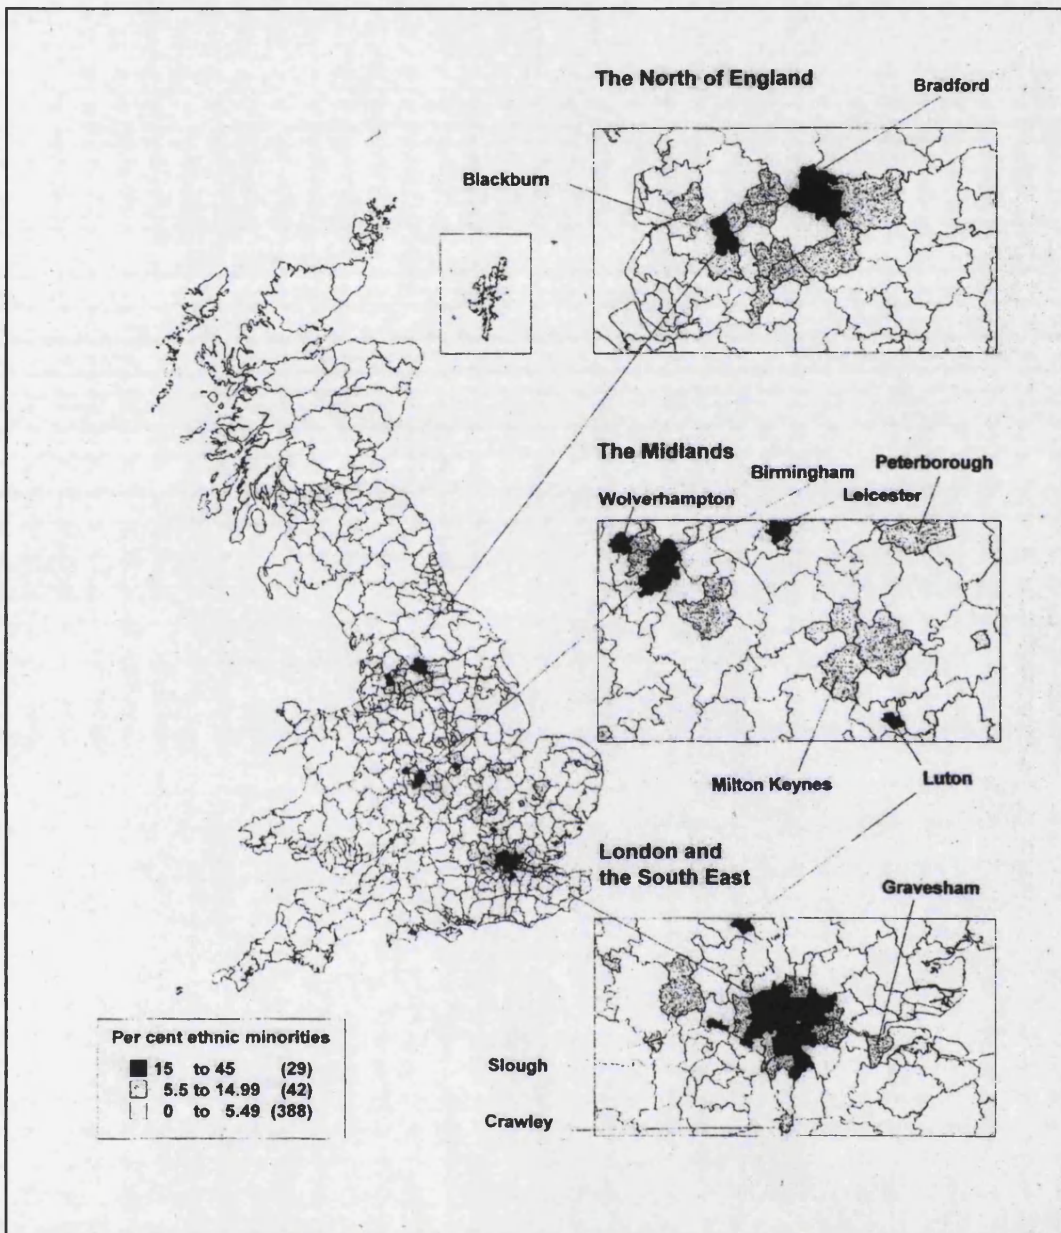 The North of England
Bradford
Blackburn
The Midlands
Peterborough
Birmingham
Wolverhampton
Leicester
Milton Keynes
Luton
London and
the South East
Gravesham
Slough
Crawley
Per cent ethnic minorities
15 to 45 (29)
5.5 to 14.99 (42)
0 to 5.49 (388)